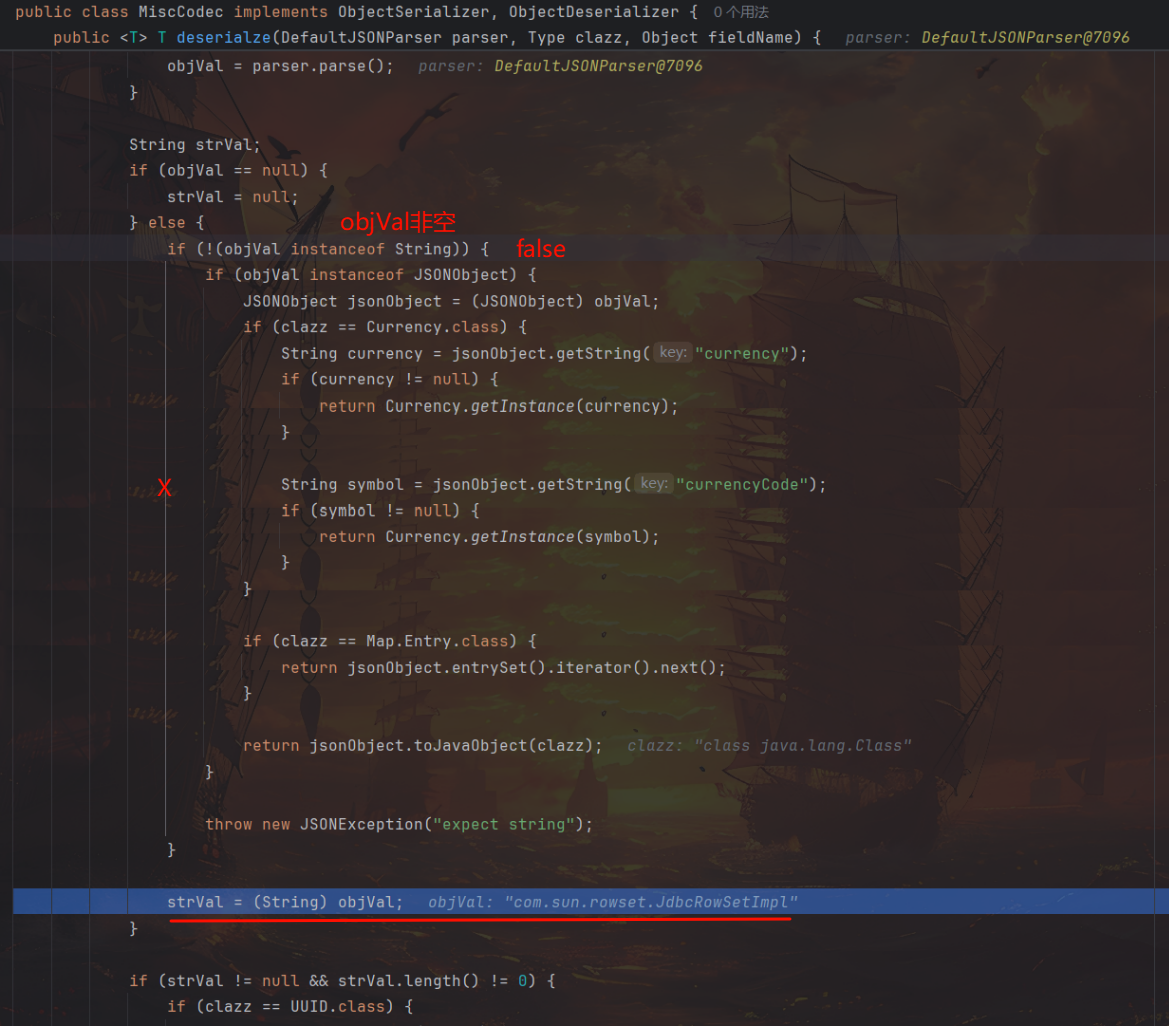 public class MiscCodec implements ObjectSerializer, ObjectDeserializer {  0 个用法
    public <T> T deserialze(DefaultJSONParser parser, Type clazz, Object fieldName) {  parser: DefaultJSONParser@7096
                objVal = parser.parse();  parser: DefaultJSONParser@7096
            }
            String strVal;
            if (objVal == null) {
                strVal = null;
            } else {
objVal非空
                if (!(objVal instanceof String)) {  false
                    if (objVal instanceof JSONObject) {
                        JSONObject jsonObject = (JSONObject) objVal;
                        if (clazz == Currency.class) {
                            String currency = jsonObject.getString( key: "currency");
                            if (currency != null) {
                                return Currency.getInstance(currency);
                            }
X                            String symbol = jsonObject.getString( key: "currencyCode");
                            if (symbol != null) {
                                return Currency.getInstance(symbol);
                            }
                        }
                        if (clazz == Map.Entry.class) {
                            return jsonObject.entrySet().iterator().next();
                        }
                        return jsonObject.toJavaObject(clazz);  clazz: "class java.lang.Class"
                    }
                    throw new JSONException("expect string");
                }
                strVal = (String) objVal;  objVal: "com.sun.rowset.JdbcRowSetImpl"
            }
            if (strVal != null && strVal.length() != 0) {
                if (clazz == UUID.class) {